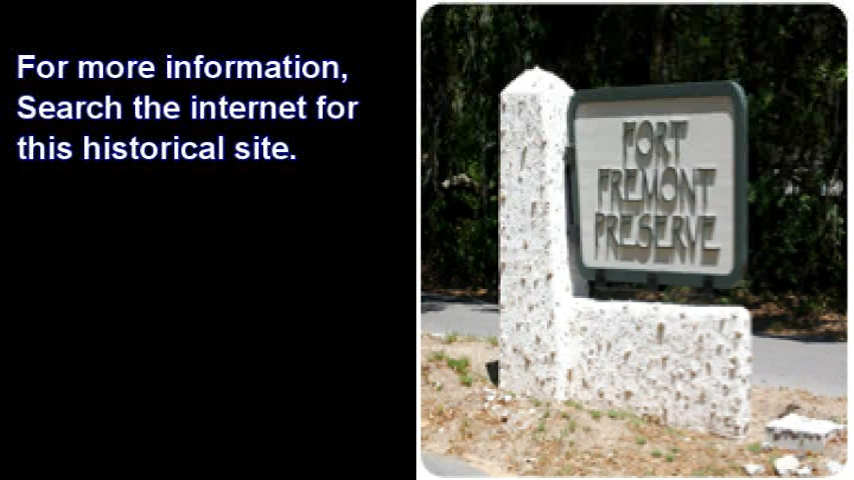 For more information,
Search the internet for
this historical site.
FORT
FREMONT
PRESERVE